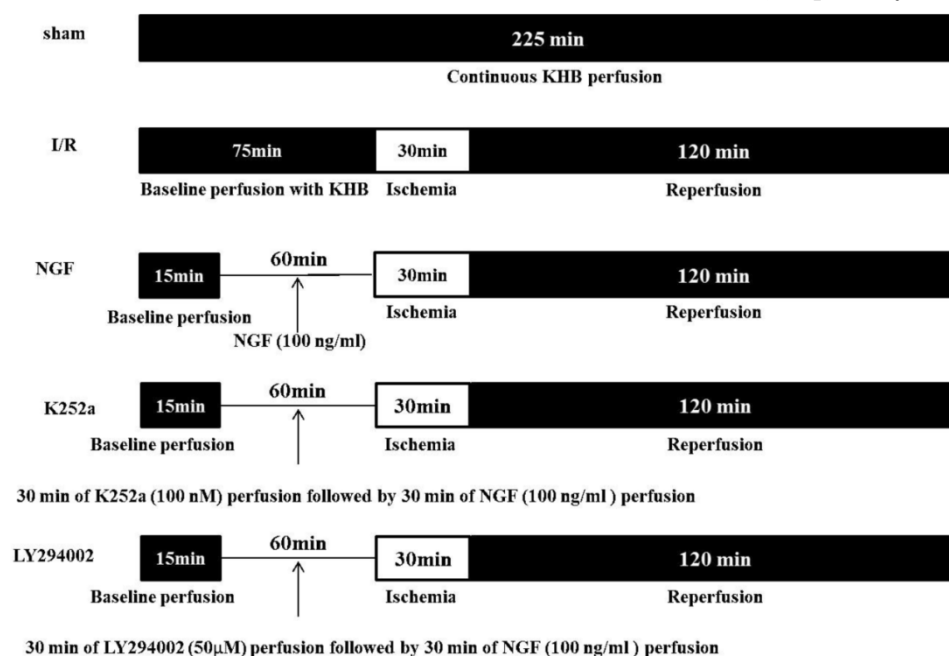 sham
225 min
Continuous KHB perfusion
I/R
75min 30min 120 min
Baseline perfusion with KHB Ischemia Reperfusion
NGF
60min
15min 30min 120 min
Baseline perfusion Ischemia Reperfusion
NGF (100 ng/ml)
K252a
60min
15min 30min 120 min
Baseline perfusion Ischemia Reperfusion
30 min of K252a (100 nM) perfusion followed by 30 min of NGF (100 ng/ml ) perfusion
LY294002
60min
15min 30min 120 min
Baseline perfusion Ischemia Reperfusion
30 min of LY294002 (50μM) perfusion followed by 30 min of NGF (100 ng/ml ) perfusion